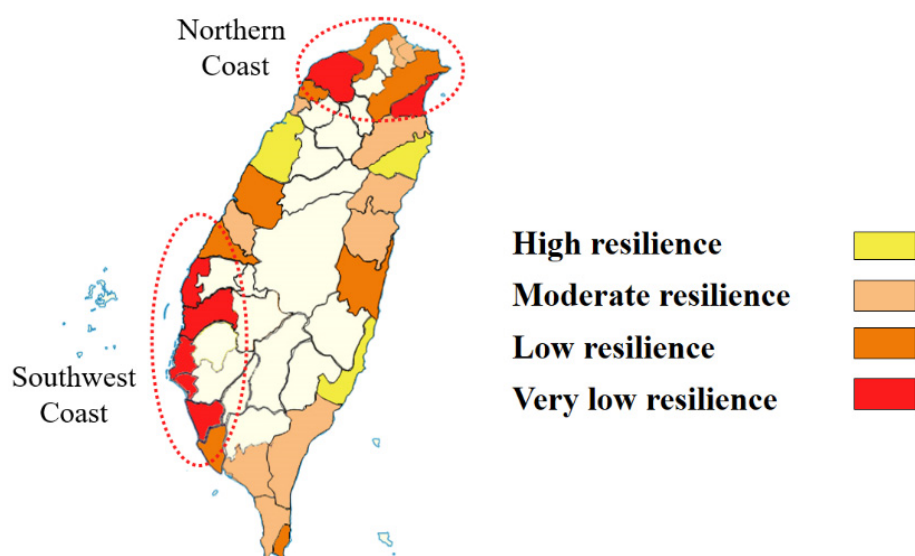 Northern
Coast
High resilience
Moderate resilience
Low resilience
Very low resilience
Southwest
Coast